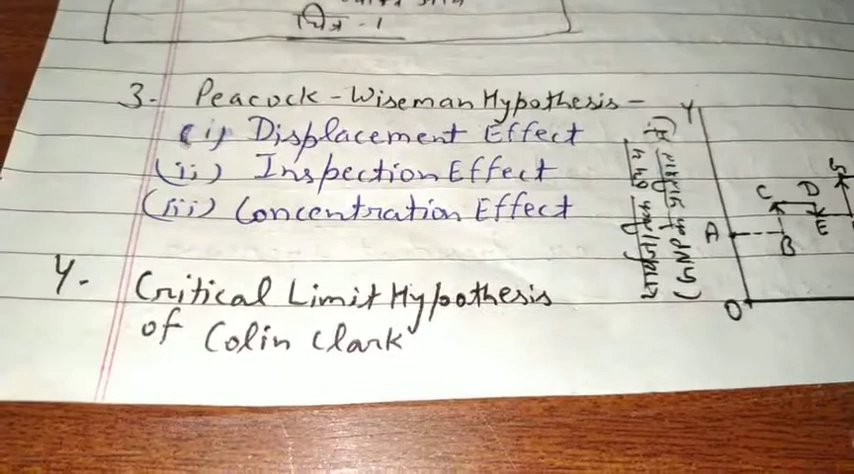 चित्र - 1
3. Peacock - Wiseman Hypothesis -
(i) Displacement Effect
(ii) Inspection Effect
(iii) Concentration Effect
4. Critical Limit Hypothesis
of Colin Clark
Y
C D
A B E
O